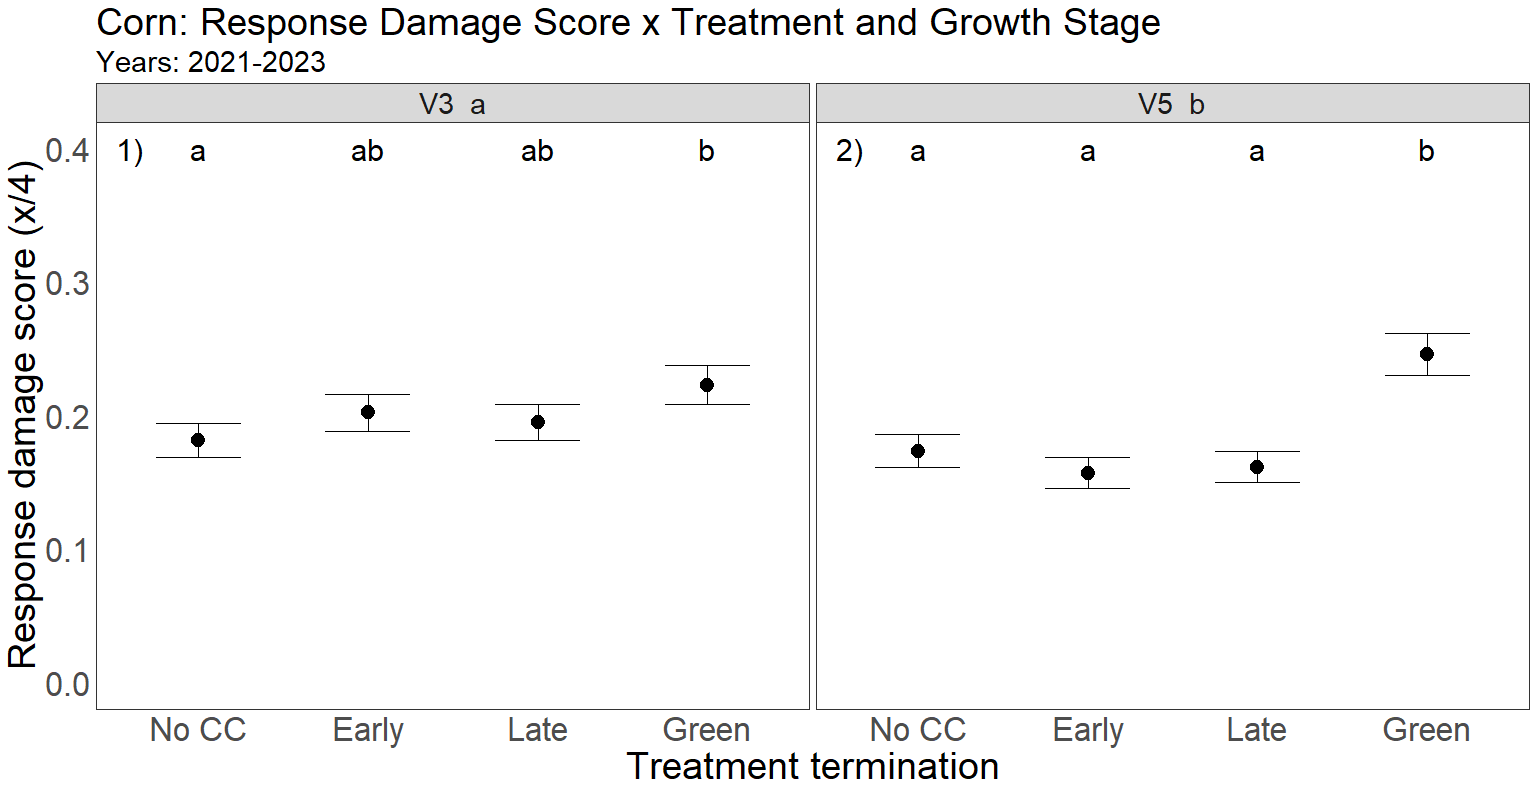 Corn: Response Damage Score x Treatment and Growth Stage
Years: 2021-2023
V3 a
V5 b
1) a ab ab b
2) a a a b
Response damage score (x/4)
0.4
0.3
0.2
0.1
0.0
No CC Early Late Green
No CC Early Late Green
Treatment termination